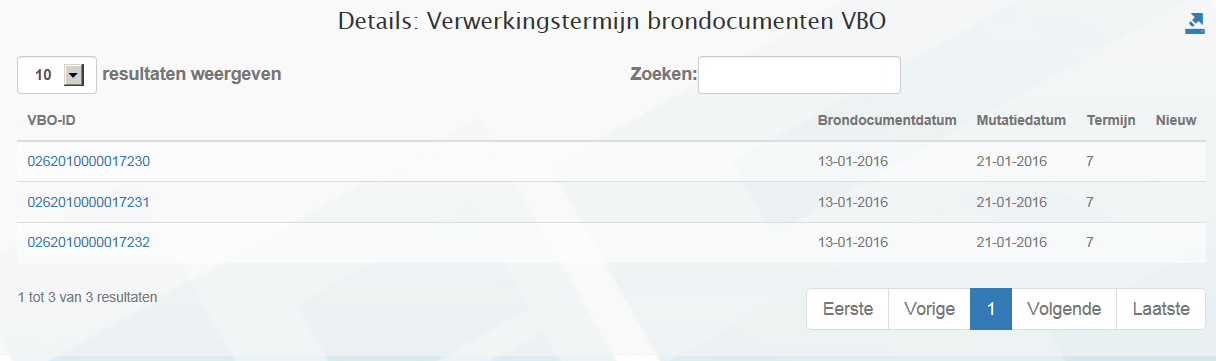 Details: Verwerkingstermijn brondocumenten VBO
10 resultaten weergeven Zoeken:
VBO-ID Brondocumentdatum Mutatiedatum Termijn Nieuw
0262010000017230 13-01-2016 21-01-2016 7
0262010000017231 13-01-2016 21-01-2016 7
0262010000017232 13-01-2016 21-01-2016 7
1 tot 3 van 3 resultaten
Eerste Vorige 1 Volgende Laatste